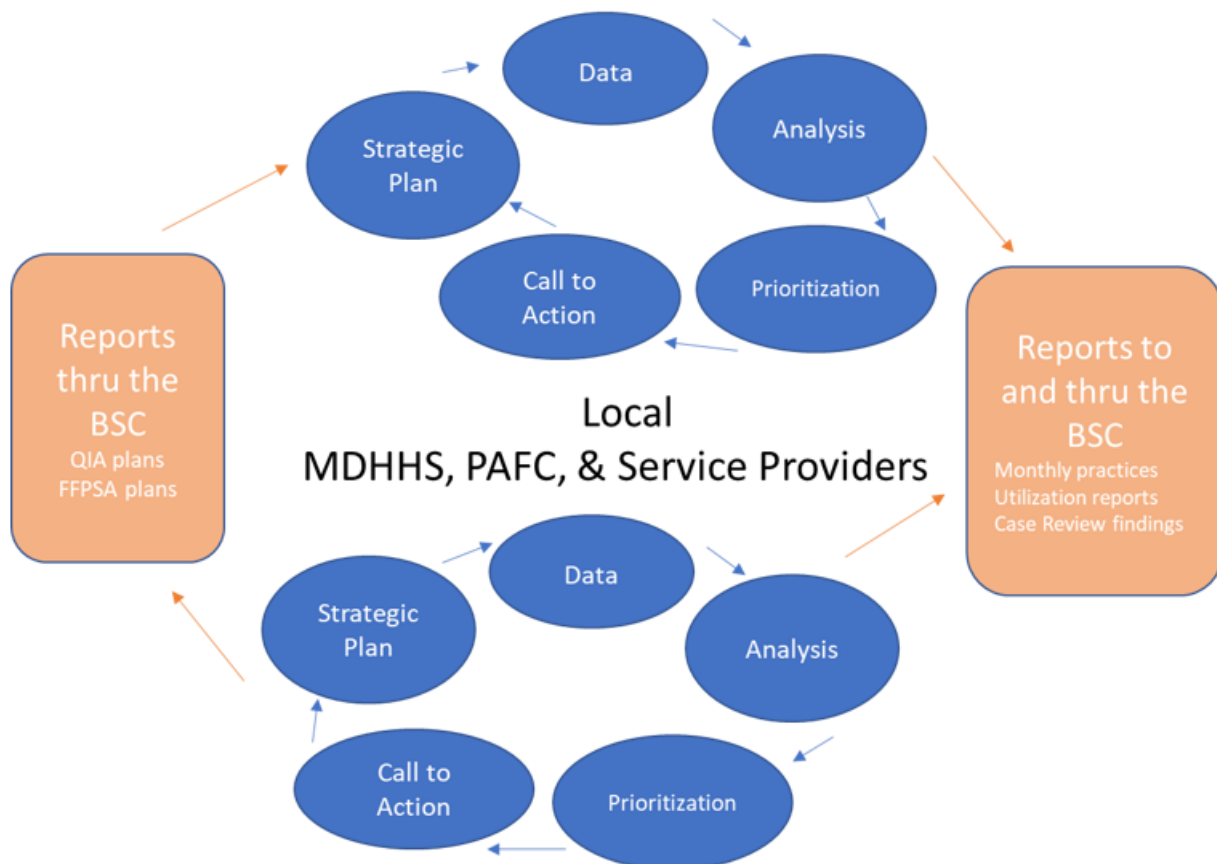 Data
Analysis
Strategic
Plan
Call to
Action
Prioritization
Reports
thru the
BSC
QIA plans
FFPSA plans
Reports to
and thru the
BSC
Monthly practices
Utilization reports
Case Review findings
Local
MDHHS, PAFC, & Service Providers
Data
Strategic
Plan
Analysis
Call to
Action
Prioritization